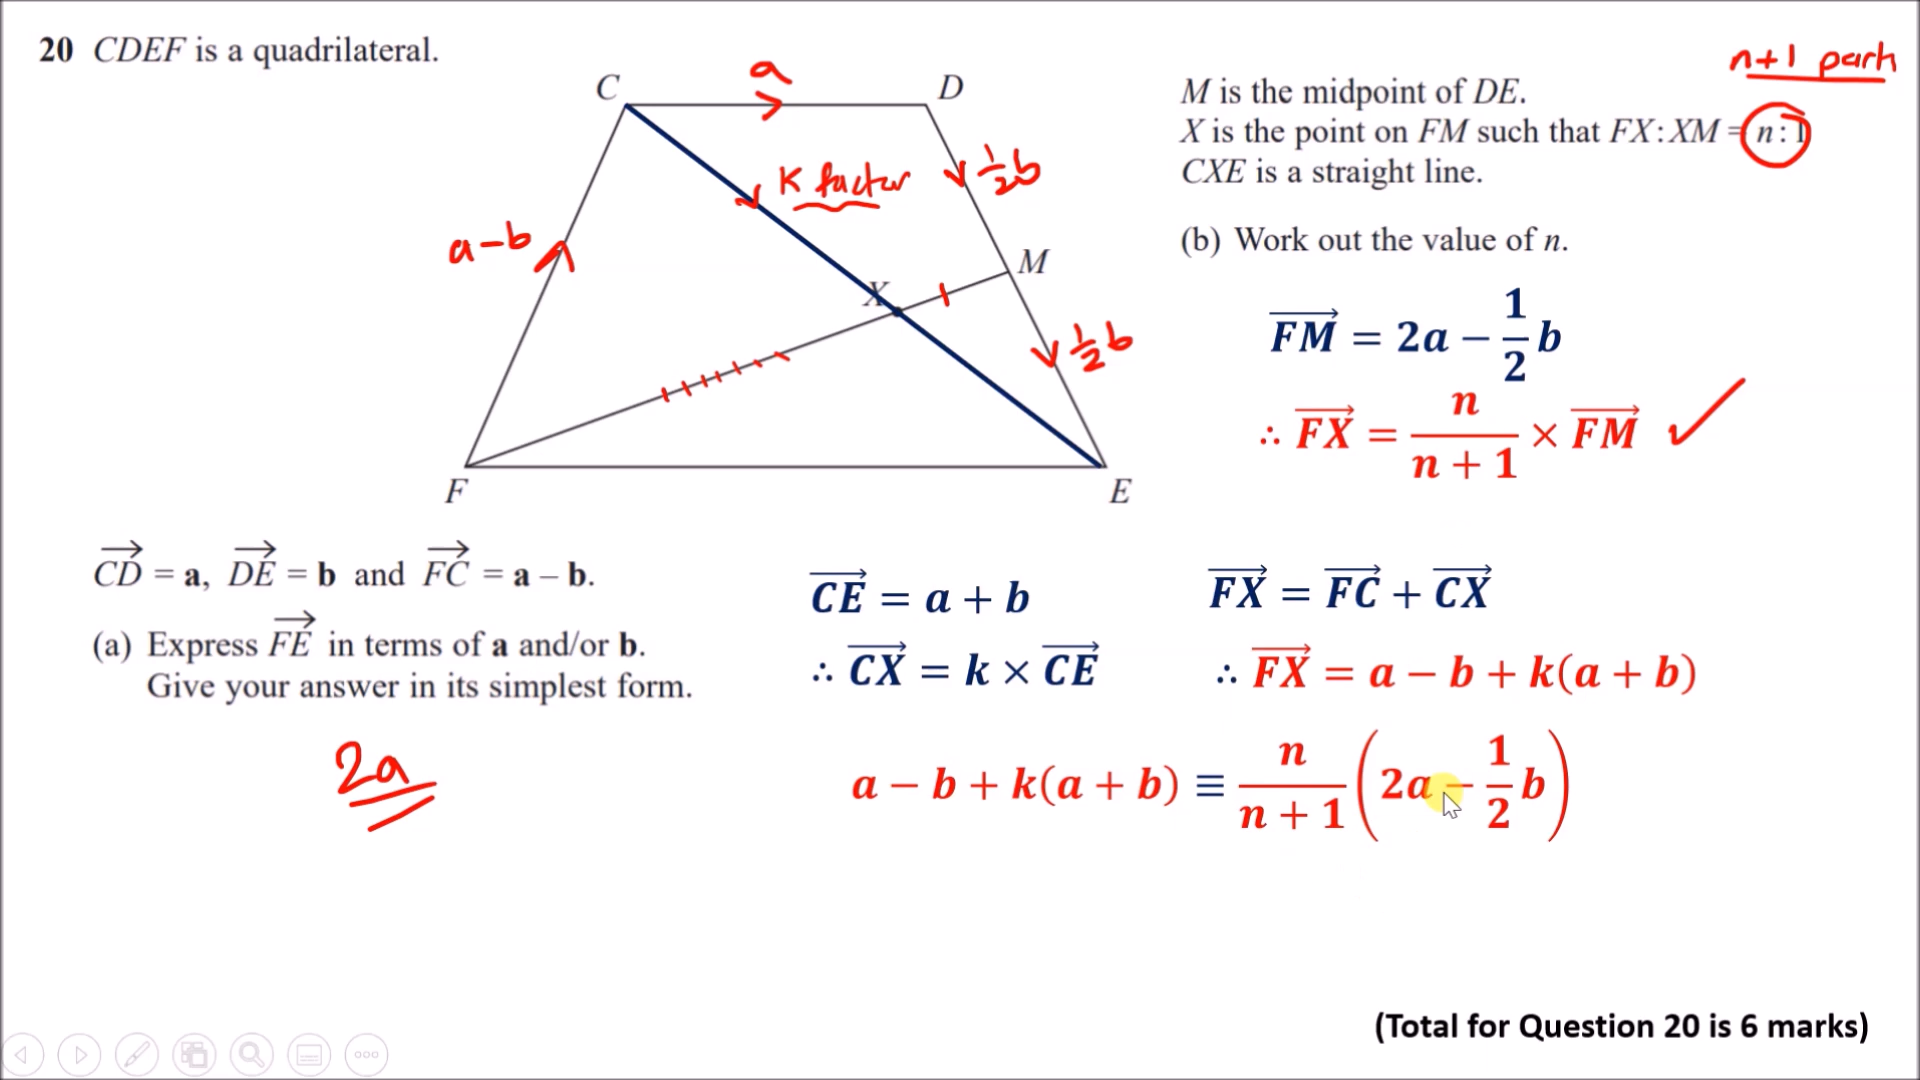 20 CDEF is a quadrilateral.
n+1 parts
C
a
D
M is the midpoint of DE.
X is the point on FM such that FX : XM = n : 1
CXE is a straight line.
K factor
½b
a-b
(b) Work out the value of n.
M
X
½b
F
E
FM⃗ = 2a − 1/2 b
∴ FX⃗ = n/(n + 1) × FM⃗ ✓
CD⃗ = a, DE⃗ = b and FC⃗ = a – b.
(a) Express FE⃗ in terms of a and/or b.
Give your answer in its simplest form.
2a
CE⃗ = a + b
∴ CX⃗ = k × CE⃗
FX⃗ = FC⃗ + CX⃗
∴ FX⃗ = a − b + k(a + b)
a − b + k(a + b) ≡ n/(n + 1) (2a − 1/2 b)
(Total for Question 20 is 6 marks)